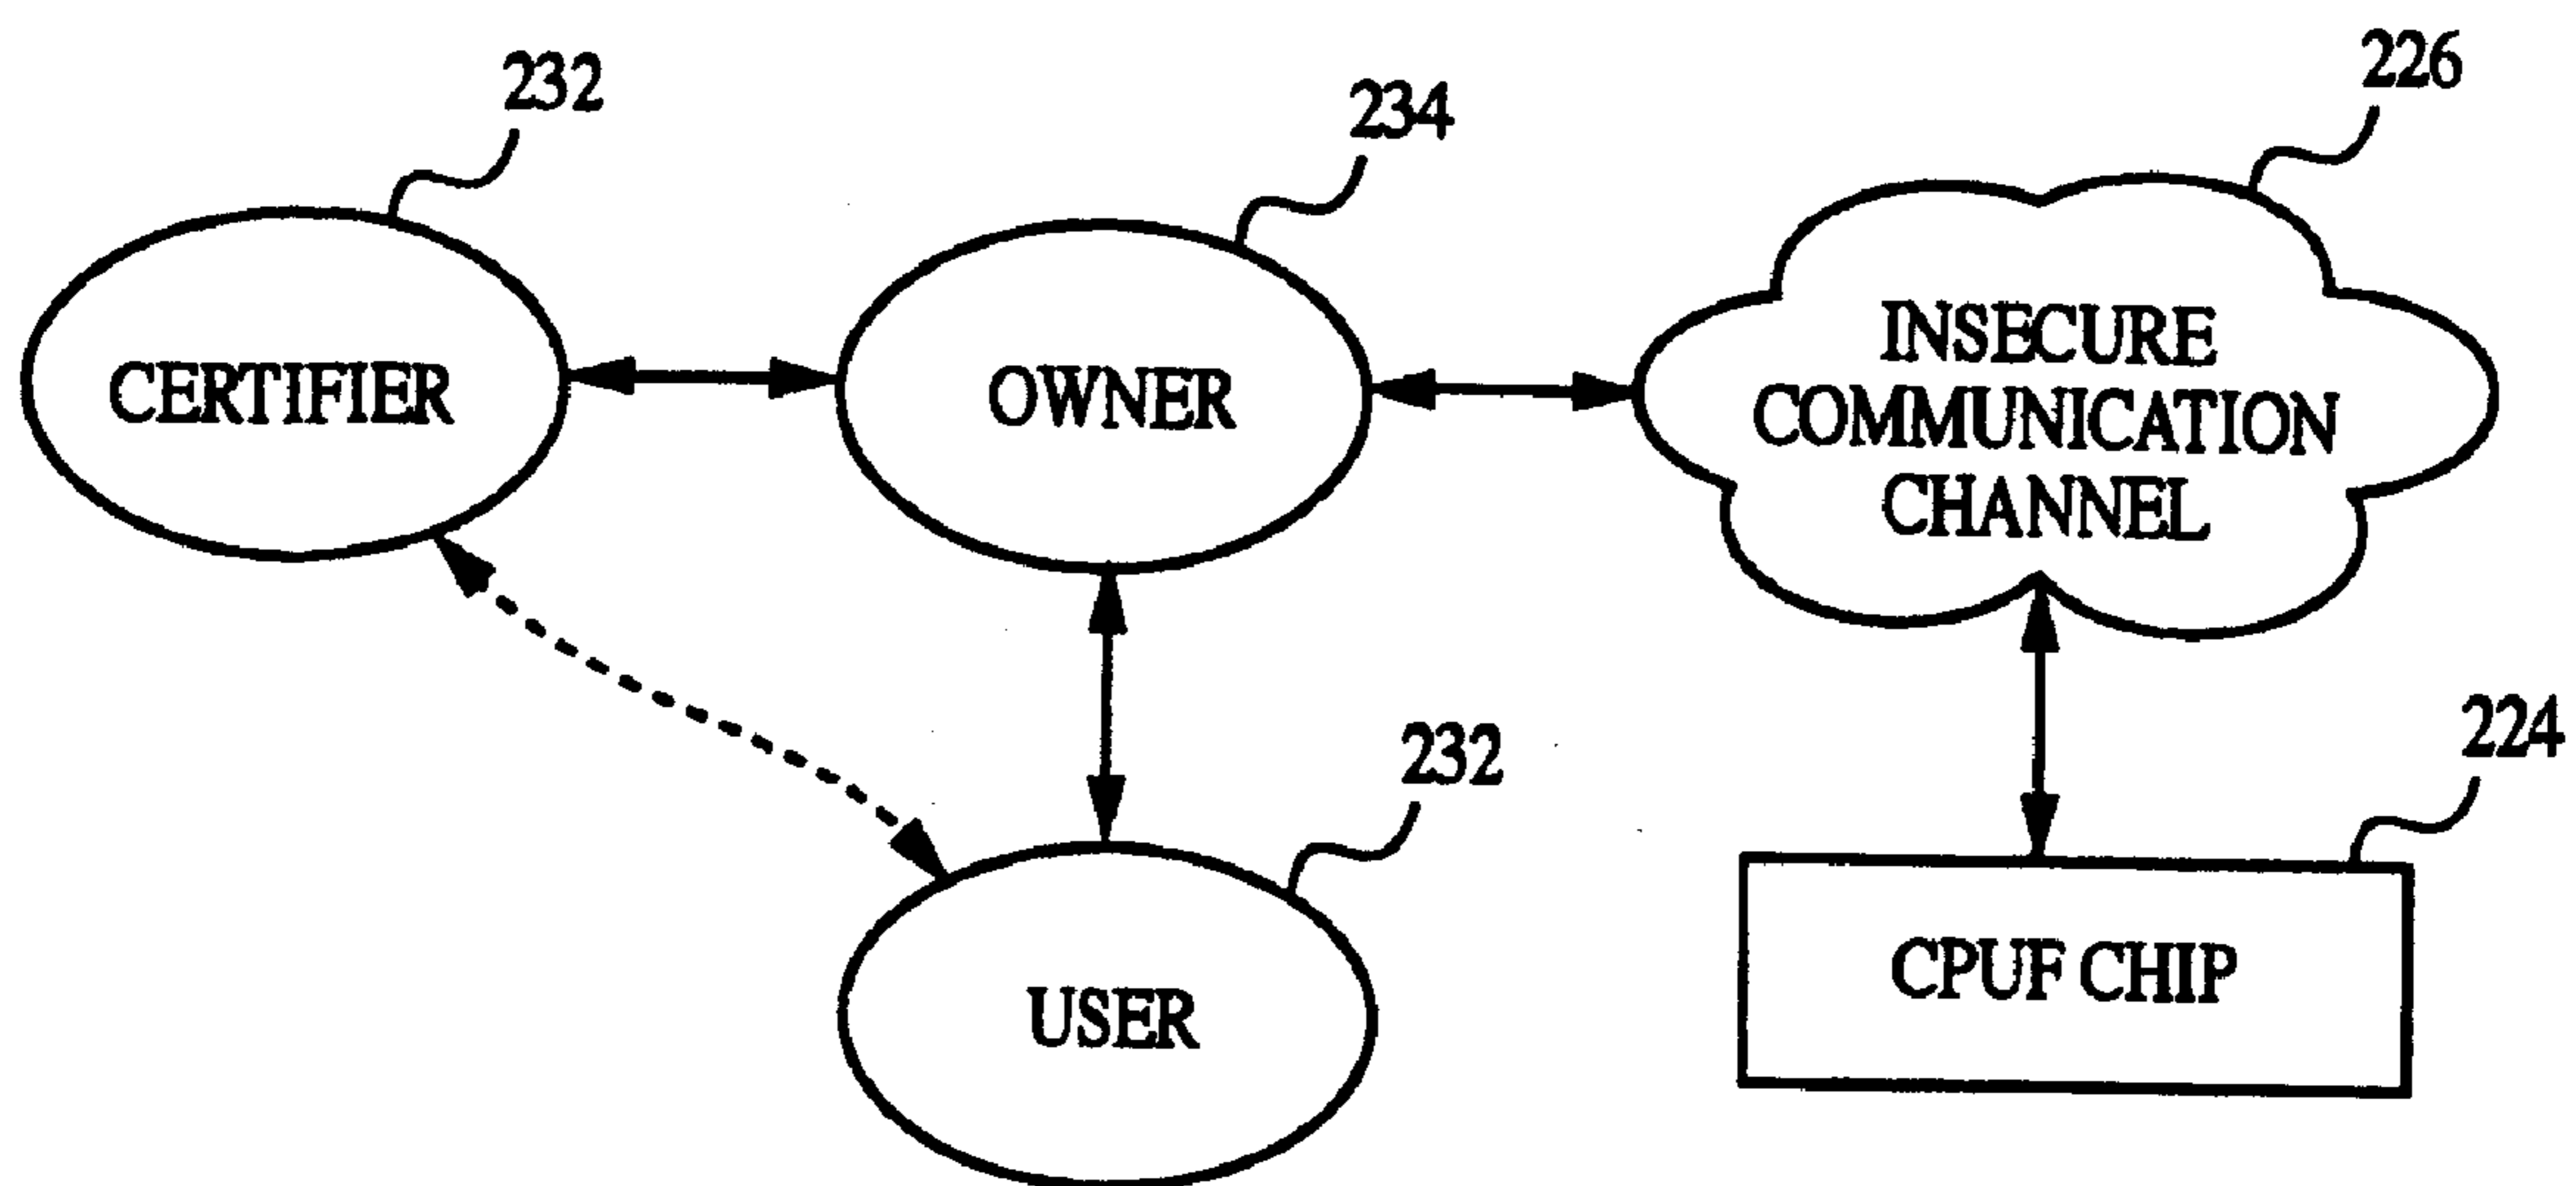 232
234
226
CERTIFIER
OWNER
INSECURE
COMMUNICATION
CHANNEL
232
224
USER
CPUF CHIP